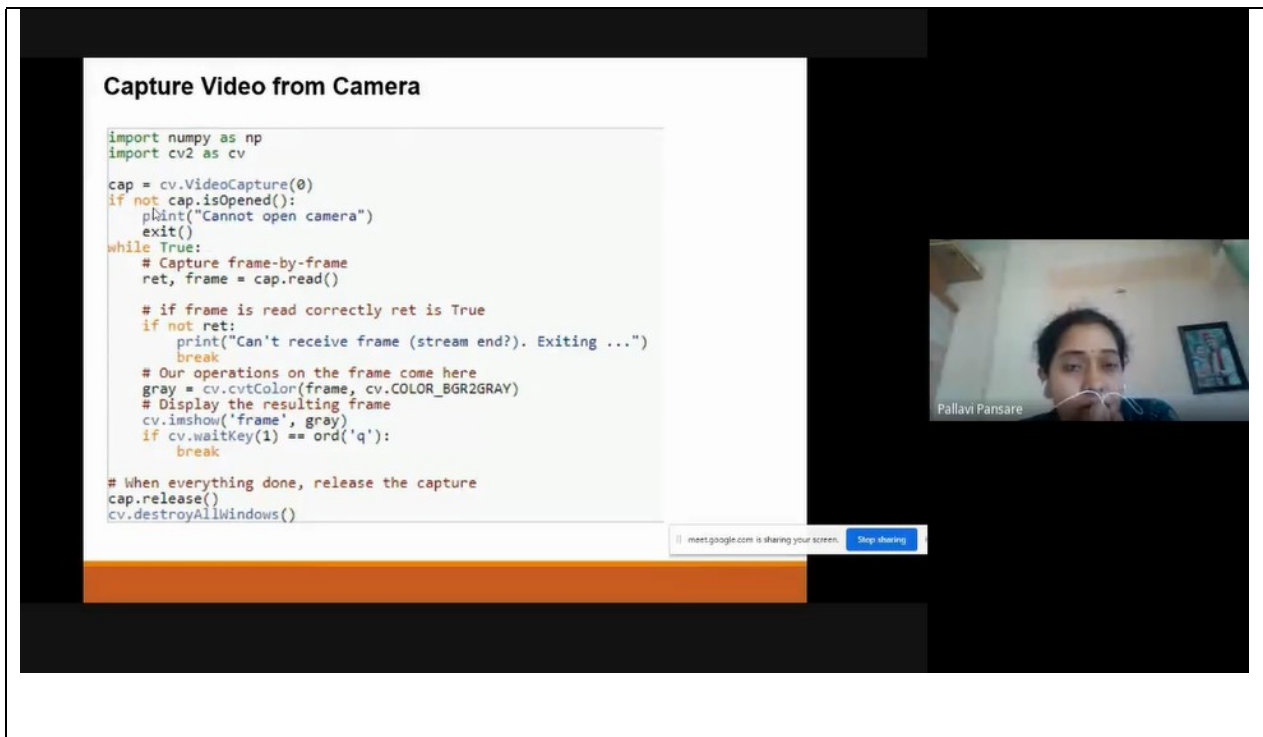 Capture Video from Camera
import numpy as np
import cv2 as cv
cap = cv.VideoCapture(0)
if not cap.isOpened():
    print("Cannot open camera")
    exit()
while True:
    # Capture frame-by-frame
    ret, frame = cap.read()
    # if frame is read correctly ret is True
    if not ret:
        print("Can't receive frame (stream end?). Exiting ...")
        break
    # Our operations on the frame come here
    gray = cv.cvtColor(frame, cv.COLOR_BGR2GRAY)
    # Display the resulting frame
    cv.imshow('frame', gray)
    if cv.waitKey(1) == ord('q'):
        break
# When everything done, release the capture
cap.release()
cv.destroyAllWindows()
meet.google.com is sharing your screen.
Stop sharing
Pallavi Pansare